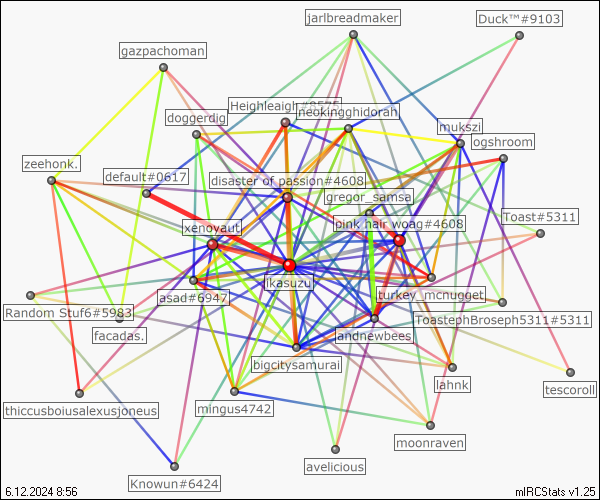 jarlbreadmaker
Duck™#9103
gazpachoman
Heighleaigh#8575
neokingghidorah
doggerdig
mukszi
ogshroom
zeehonk.
default#0617
disaster of passion#4608
gregor_samsa
xenoyaut
pink hair woag#4608
Toast#5311
Ikasuzu
asad#6947
turkey_mcnugget
Random Stuf6#5983
ToastephBroseph5311#5311
facadas.
landnewbees
bigcitysamurai
lahnk
tescoroll
thiccusboiusalexusjoneus
mingus4742
moonraven
avelicious
Knowun#6424
6.12.2024 8:56
mIRCStats v1.25